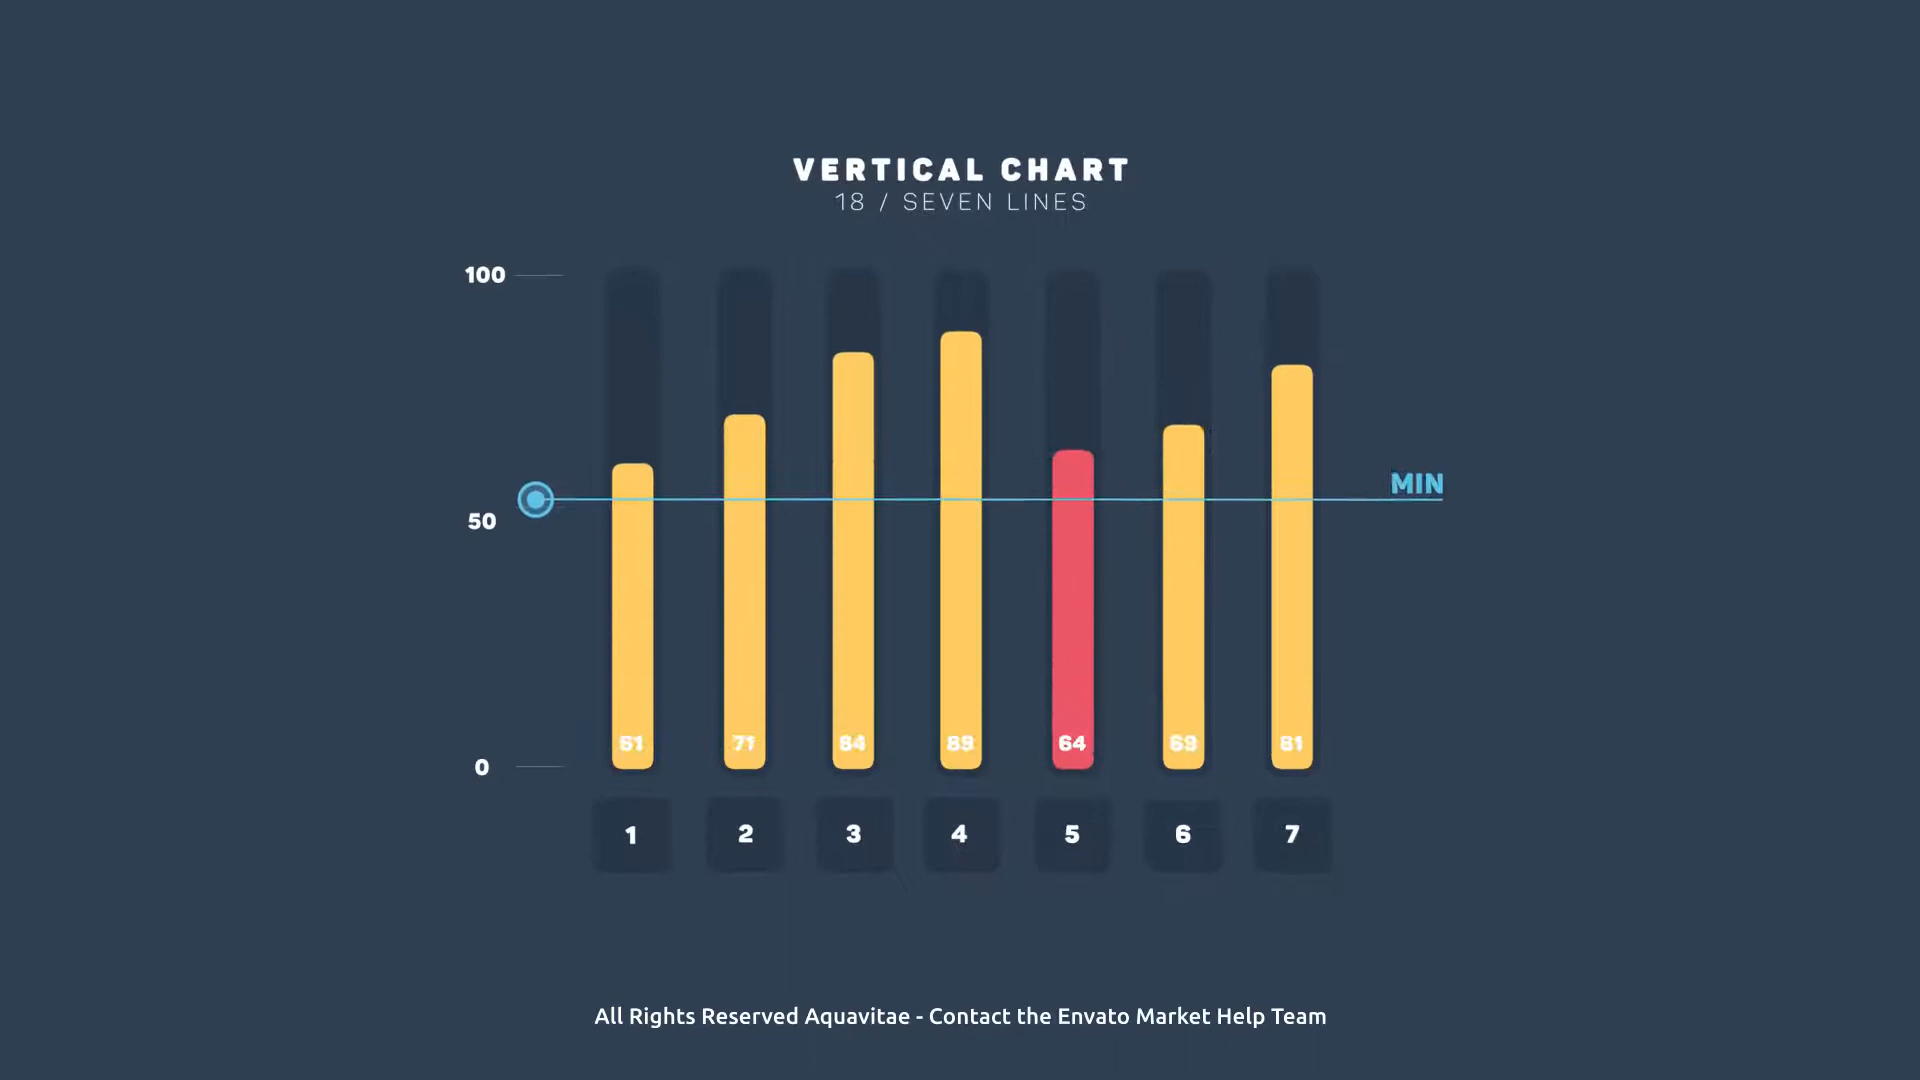 VERTICAL CHART
18 / SEVEN LINES
100
MIN
50
61 71 84 89 64 69 81
0
1 2 3 4 5 6 7
All Rights Reserved Aquavitae - Contact the Envato Market Help Team